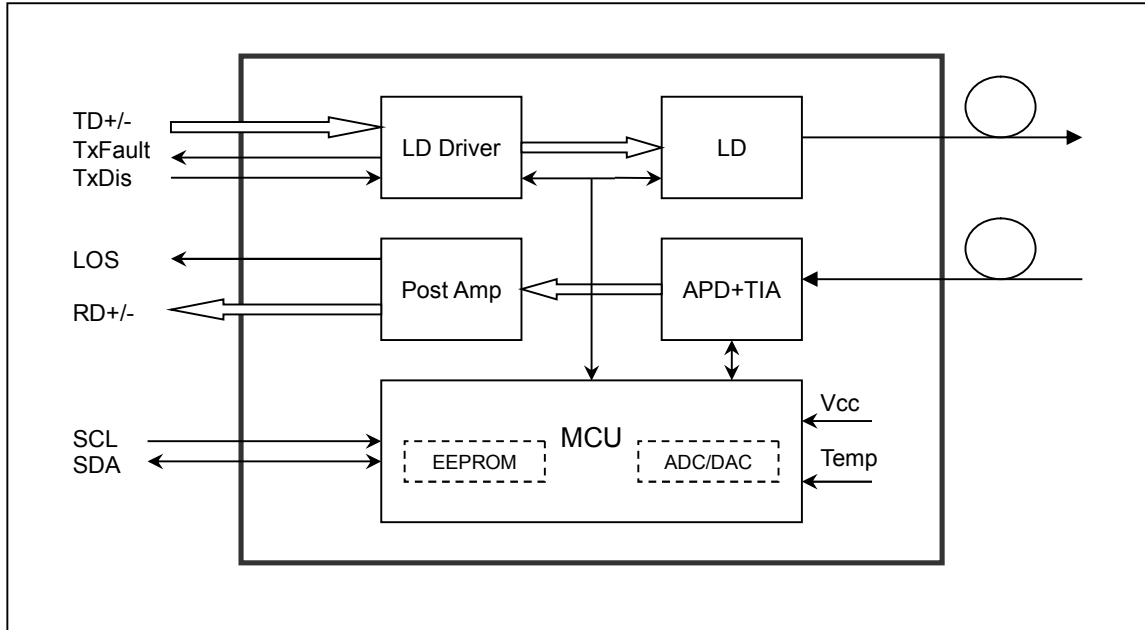 TD+/-
TxFault
TxDis
LD Driver
LD
LOS
RD+/-
Post Amp
APD+TIA
SCL
SDA
MCU
EEPROM
ADC/DAC
Vcc
Temp